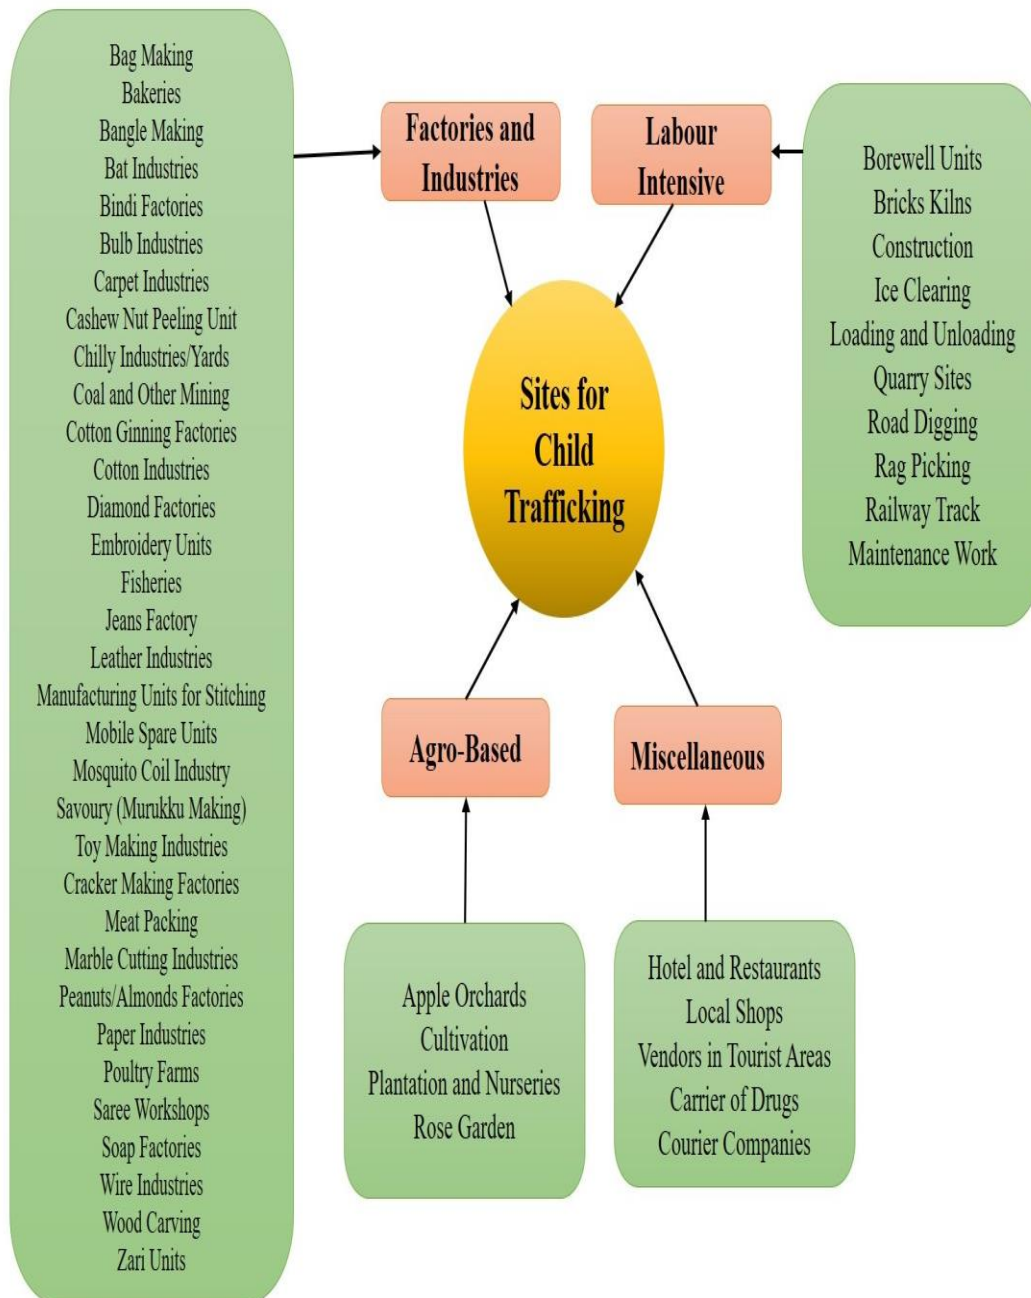 Bag Making
Bakeries
Bangle Making
Bat Industries
Bindi Factories
Bulb Industries
Carpet Industries
Cashew Nut Peeling Unit
Chilly Industries/Yards
Coal and Other Mining
Cotton Ginning Factories
Cotton Industries
Diamond Factories
Embroidery Units
Fisheries
Jeans Factory
Leather Industries
Manufacturing Units for Stitching
Mobile Spare Units
Mosquito Coil Industry
Savoury (Murukku Making)
Toy Making Industries
Cracker Making Factories
Meat Packing
Marble Cutting Industries
Peanuts/Almonds Factories
Paper Industries
Poultry Farms
Saree Workshops
Soap Factories
Wire Industries
Wood Carving
Zari Units
Factories and
Industries
Labour
Intensive
Borewell Units
Bricks Kilns
Construction
Ice Clearing
Loading and Unloading
Quarry Sites
Road Digging
Rag Picking
Railway Track
Maintenance Work
Sites for
Child
Trafficking
Agro-Based
Miscellaneous
Apple Orchards
Cultivation
Plantation and Nurseries
Rose Garden
Hotel and Restaurants
Local Shops
Vendors in Tourist Areas
Carrier of Drugs
Courier Companies